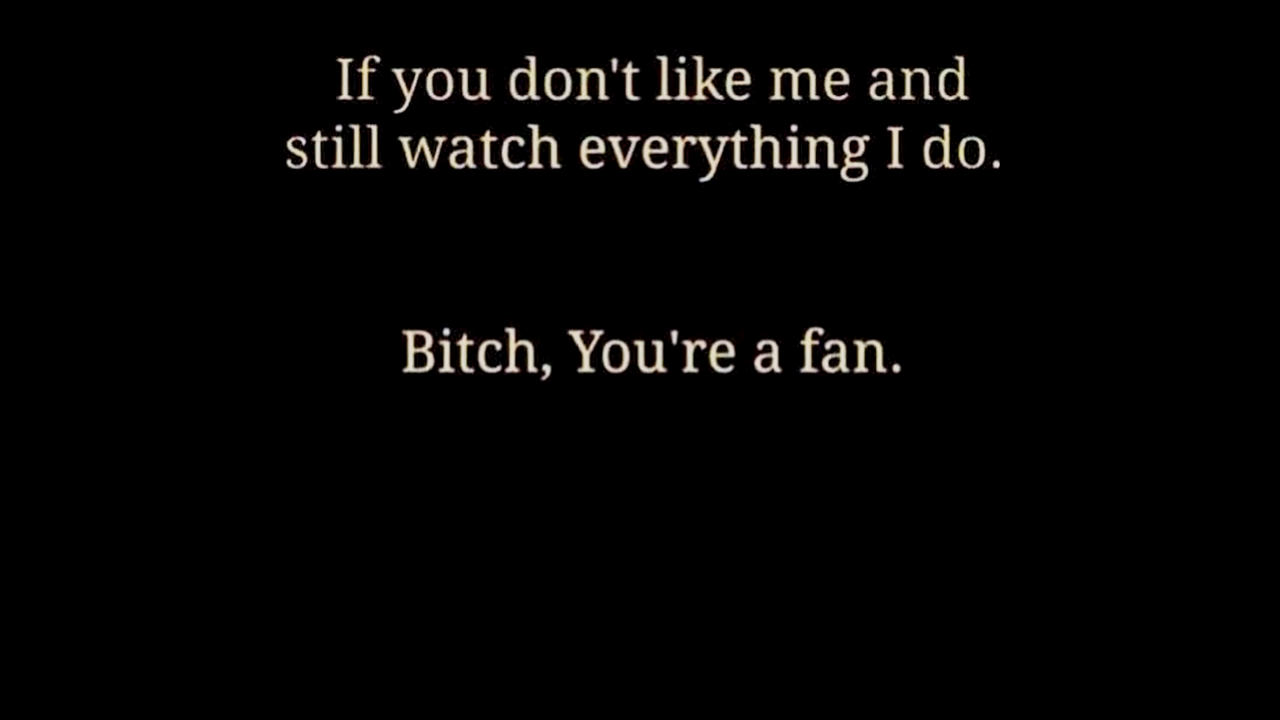 If you don't like me and
still watch everything I do.
Bitch, You're a fan.